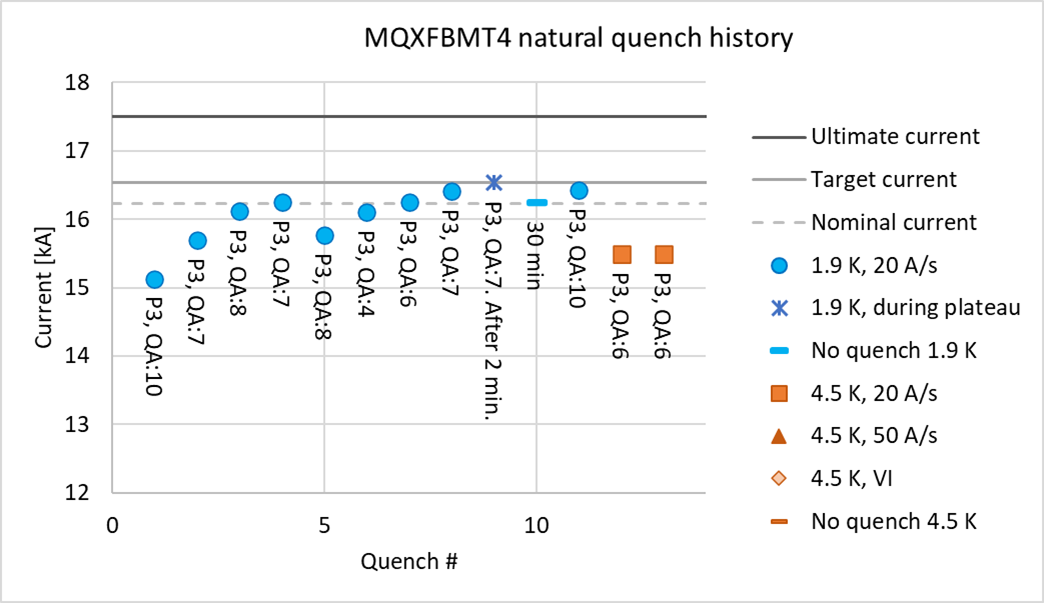 MQXFBMT4 natural quench history
18
17
16
15
14
13
12
Current [kA]
0
5
10
Quench #
P3, QA:10
P3, QA:7
P3, QA:8
P3, QA:7
P3, QA:8
P3, QA:4
P3, QA:6
P3, QA:7
P3, QA:7. After 2 min.
30 min
P3, QA:10
P3, QA:6
P3, QA:6
Ultimate current
Target current
Nominal current
1.9 K, 20 A/s
1.9 K, during plateau
No quench 1.9 K
4.5 K, 20 A/s
4.5 K, 50 A/s
4.5 K, VI
No quench 4.5 K